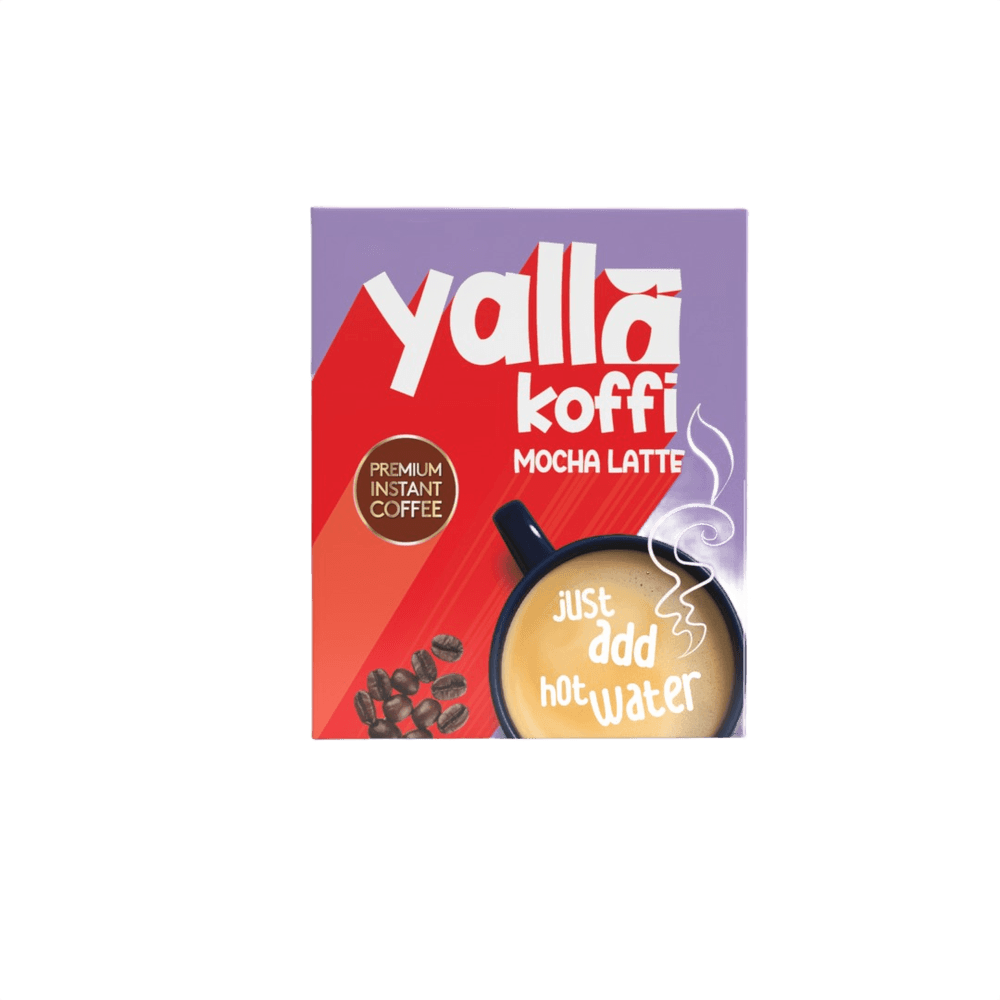 yallā
koffi
MOCHA LATTE
PREMIUM
INSTANT
COFFEE
just
add
hot water